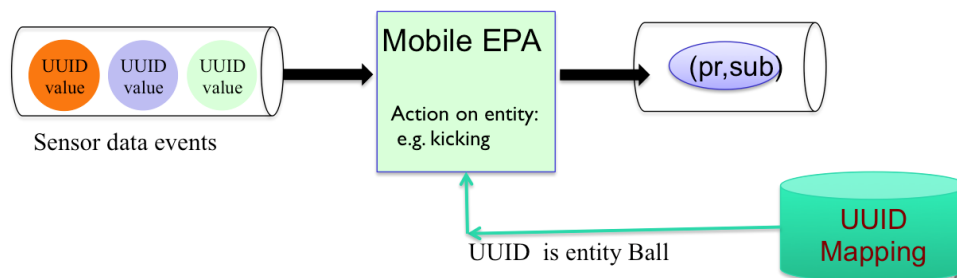 UUID
value
UUID
value
UUID
value
Sensor data events
Mobile EPA
Action on entity:
e.g. kicking
(pr,sub)
UUID is entity Ball
UUID
Mapping